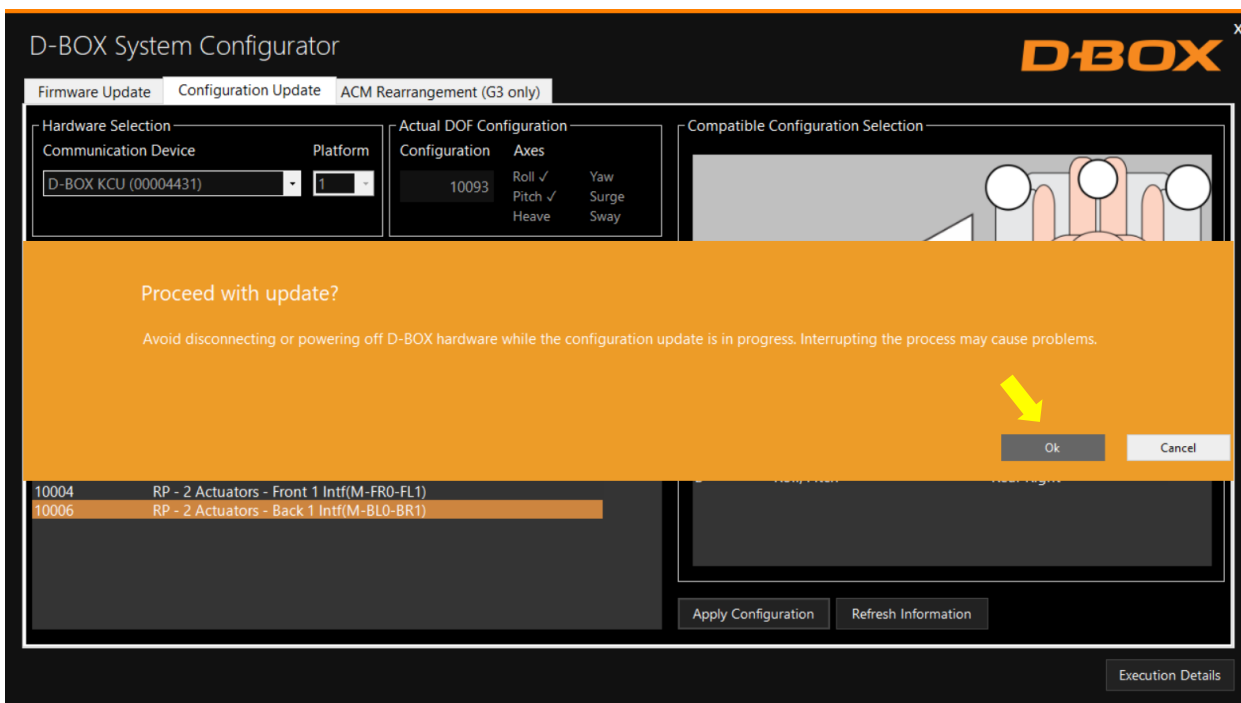 D-BOX System Configurator
D-BOX
X
Firmware Update Configuration Update ACM Rearrangement (G3 only)
Hardware Selection
Communication Device Platform
D-BOX KCU (00004431) 1
Actual DOF Configuration
Configuration Axes
10093
Roll ✓ Yaw
Pitch ✓ Surge
Heave Sway
Compatible Configuration Selection
Proceed with update?
Avoid disconnecting or powering off D-BOX hardware while the configuration update is in progress. Interrupting the process may cause problems.
Ok Cancel
10004 RP - 2 Actuators - Front 1 Intf(M-FR0-FL1)
10006 RP - 2 Actuators - Back 1 Intf(M-BL0-BR1)
Apply Configuration Refresh Information
Execution Details